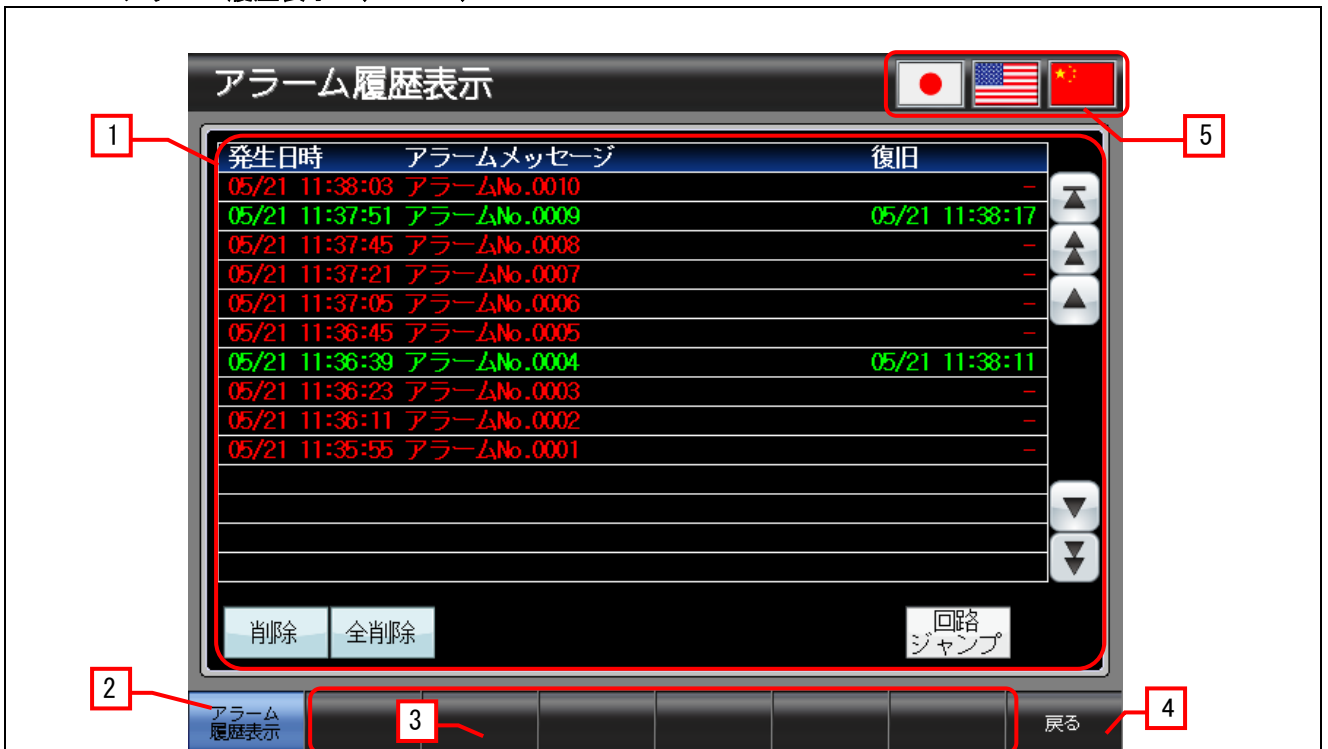 アラーム履歴表示
1
5
発生日時 アラームメッセージ 復旧
05/21 11:38:03 アラームNo.0010 -
05/21 11:37:51 アラームNo.0009 05/21 11:38:17
05/21 11:37:45 アラームNo.0008 -
05/21 11:37:21 アラームNo.0007 -
05/21 11:37:05 アラームNo.0006 -
05/21 11:36:45 アラームNo.0005 -
05/21 11:36:39 アラームNo.0004 05/21 11:38:11
05/21 11:36:23 アラームNo.0003 -
05/21 11:36:11 アラームNo.0002 -
05/21 11:35:55 アラームNo.0001 -
削除 全削除 回路
ジャンプ
2
アラーム
履歴表示
3
戻る
4